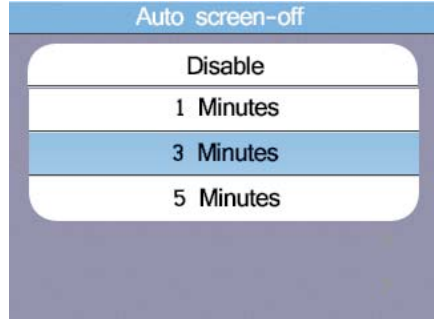 Auto screen-off
Disable
1 Minutes
3 Minutes
5 Minutes